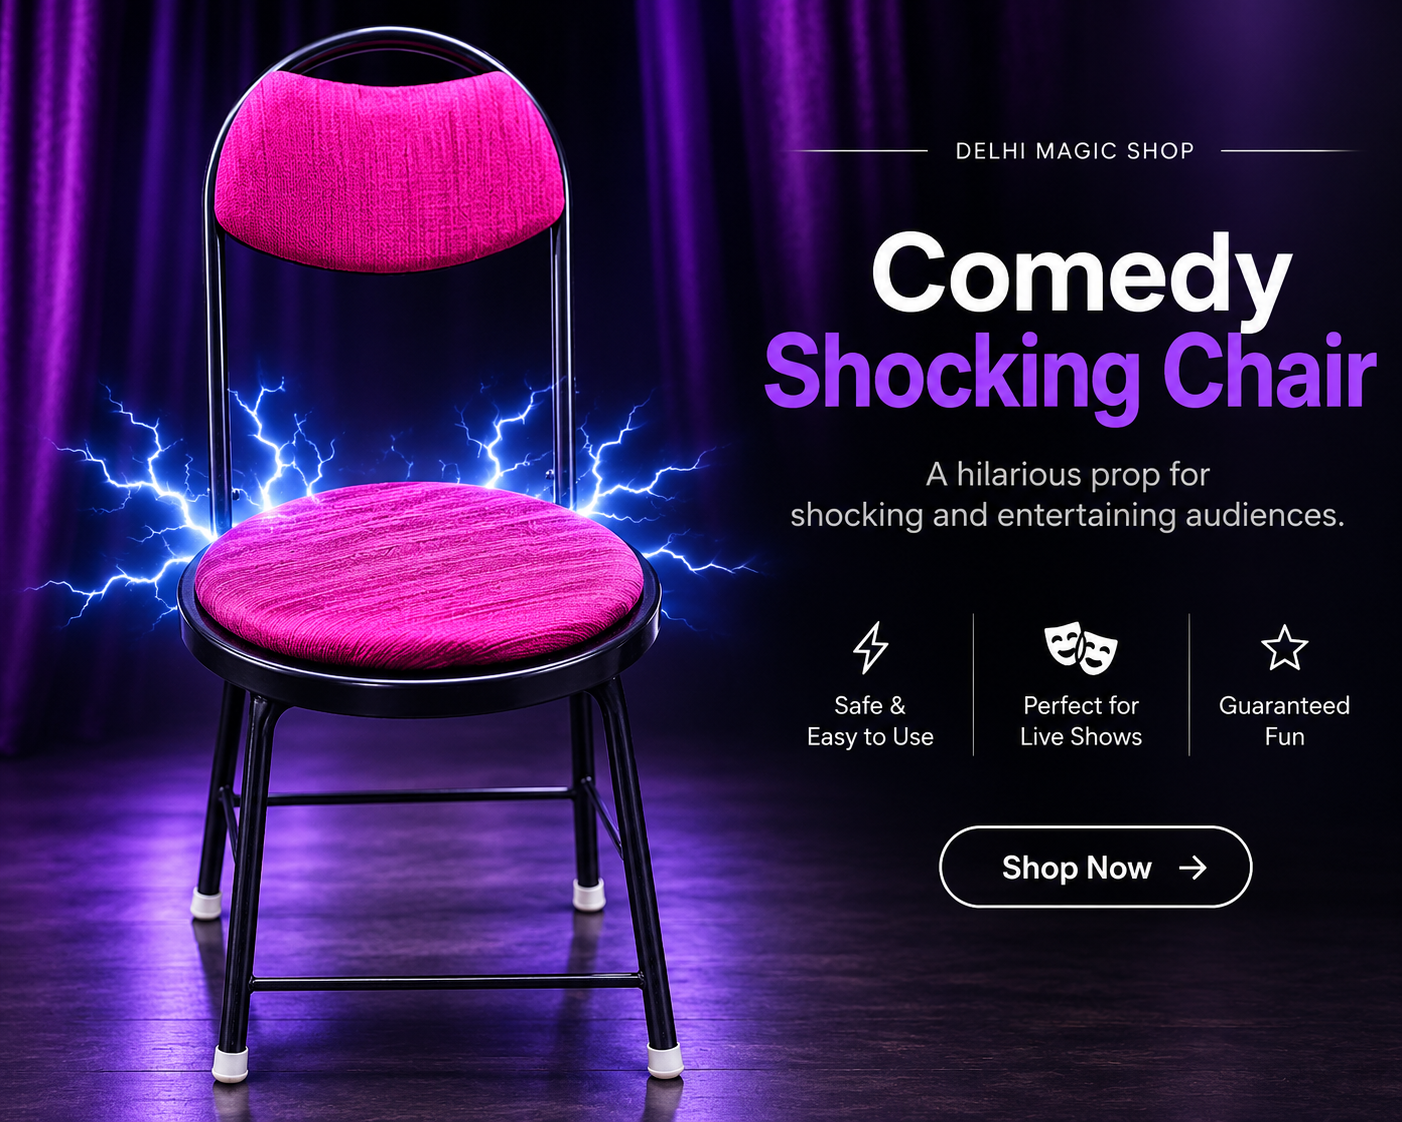 DELHI MAGIC SHOP
Comedy
Shocking Chair
A hilarious prop for
shocking and entertaining audiences.
Safe &
Easy to Use
Perfect for
Live Shows
Guaranteed
Fun
Shop Now →